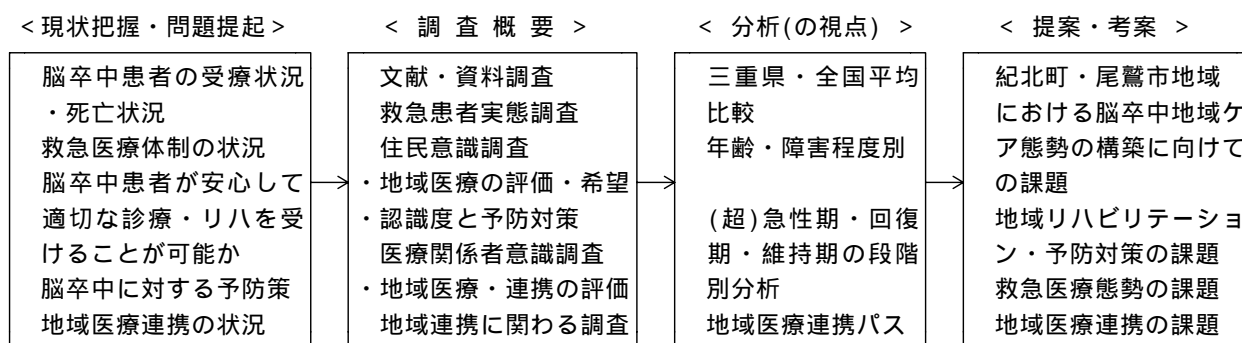 <現状把握・問題提起>
脳卒中患者の受療状況
・死亡状況
救急医療体制の状況
脳卒中患者が安心して
適切な診療・リハを受
けることが可能か
脳卒中に対する予防策
地域医療連携の状況
< 調 査 概 要 >
文献・資料調査
救急患者実態調査
住民意識調査
・地域医療の評価・希望
・認識度と予防対策
医療関係者意識調査
・地域医療・連携の評価
地域連携に関わる調査
< 分析(の視点) >
三重県・全国平均
比較
年齢・障害程度別
(超)急性期・回復
期・維持期の段階
別分析
地域医療連携パス
< 提案・考案 >
紀北町・尾鷲市地域
における脳卒中地域ケ
ア態勢の構築に向けて
の課題
地域リハビリテーショ
ン・予防対策の課題
救急医療態勢の課題
地域医療連携の課題